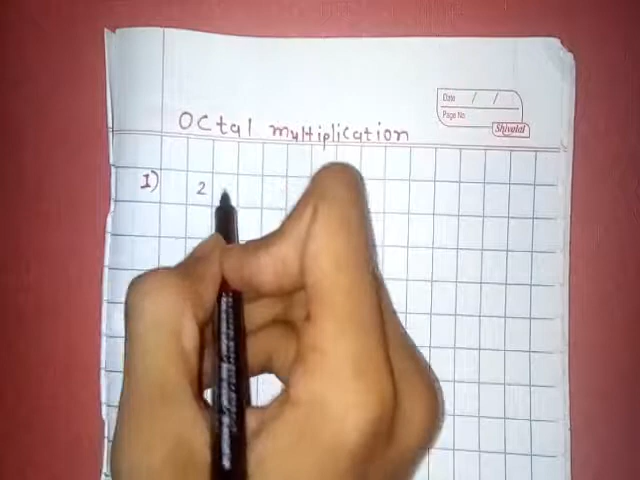 Date / /
Page No
Shivalal
Octal multiplication
1) 2